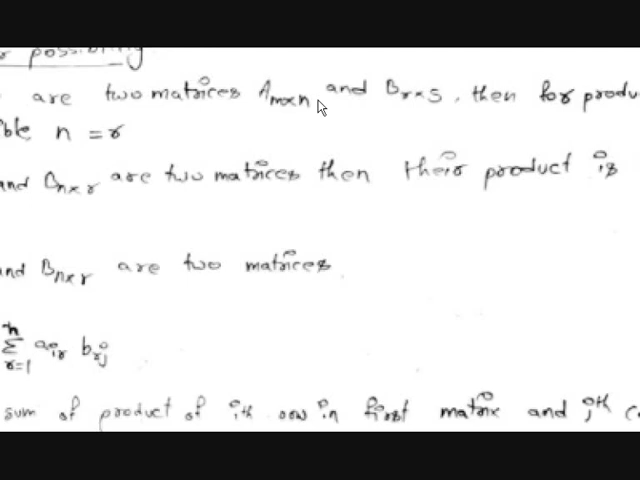 possibility
are two matrices Amxn and Brxs, then for produ
ble n = r
and Bnxr are two matrices then their product is
and Bnxr are two matrices
n
Σ air brj
r=1
sum of product of ith row in first matrix and jth